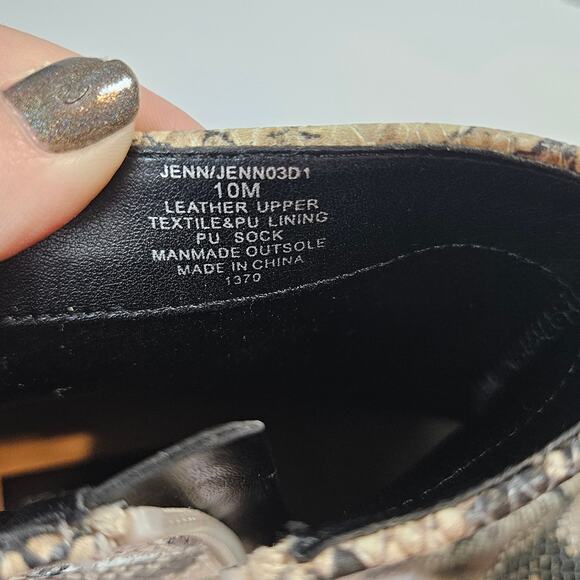 JENN/JENN03D1
10M
LEATHER UPPER
TEXTILE&PU LINING
PU SOCK
MANMADE OUTSOLE
MADE IN CHINA
1370